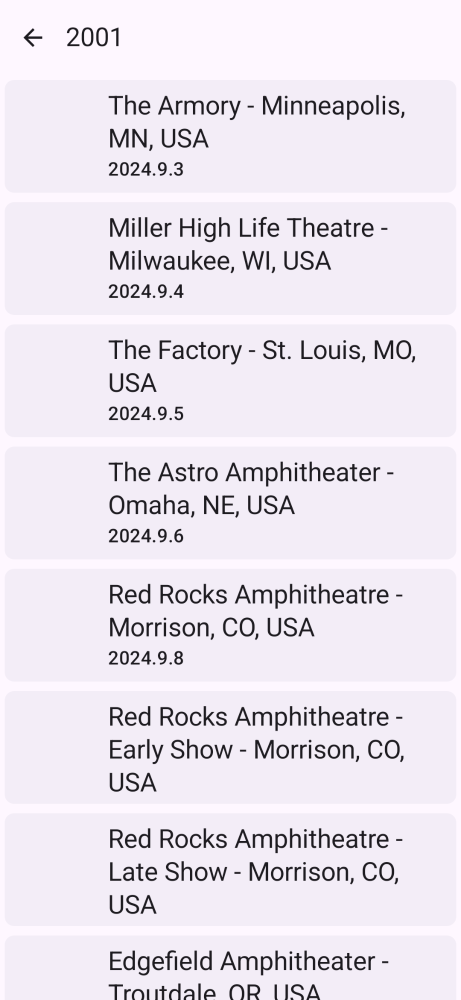 2001
The Armory - Minneapolis,
MN, USA
2024.9.3
Miller High Life Theatre -
Milwaukee, WI, USA
2024.9.4
The Factory - St. Louis, MO,
USA
2024.9.5
The Astro Amphitheater -
Omaha, NE, USA
2024.9.6
Red Rocks Amphitheatre -
Morrison, CO, USA
2024.9.8
Red Rocks Amphitheatre -
Early Show - Morrison, CO,
USA
Red Rocks Amphitheatre -
Late Show - Morrison, CO,
USA
Edgefield Amphitheater -
Troutdale, OR, USA